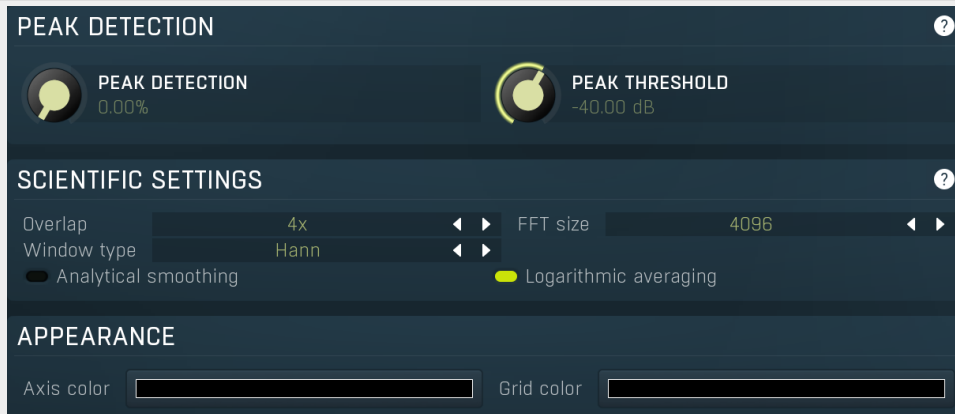 PEAK DETECTION ?
PEAK DETECTION PEAK THRESHOLD
0.00% -40.00 dB
SCIENTIFIC SETTINGS ?
Overlap 4x FFT size 4096
Window type Hann
Analytical smoothing Logarithmic averaging
APPEARANCE
Axis color Grid color